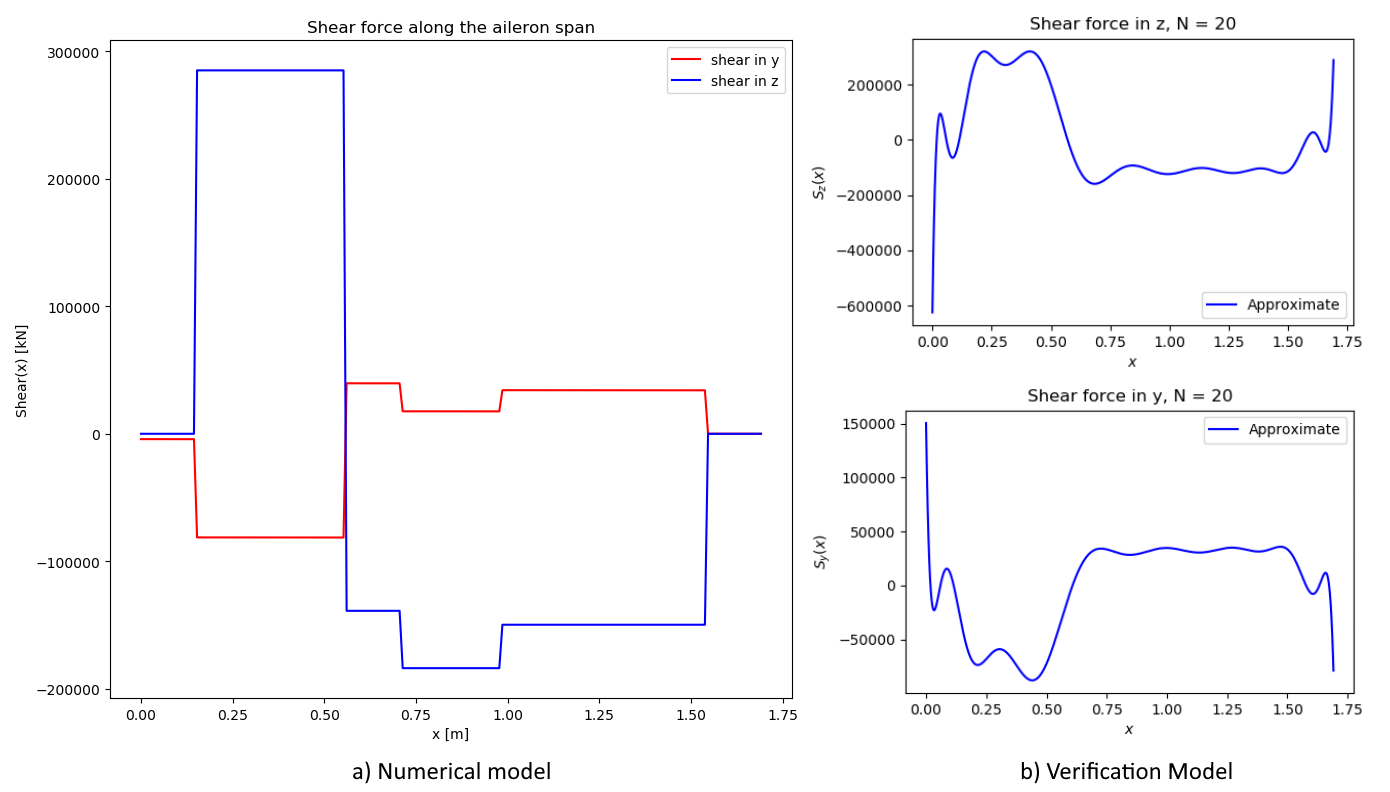 Shear force along the aileron span
300000
200000
100000
0
−100000
−200000
Shear(x) [kN]
shear in y
shear in z
0.00 0.25 0.50 0.75 1.00 1.25 1.50 1.75
x [m]
a) Numerical model
Shear force in z, N = 20
200000
0
−200000
−400000
−600000
Sz(x)
Approximate
0.00 0.25 0.50 0.75 1.00 1.25 1.50 1.75
x
Shear force in y, N = 20
150000
100000
50000
0
−50000
Sy(x)
Approximate
0.00 0.25 0.50 0.75 1.00 1.25 1.50 1.75
x
b) Verification Model